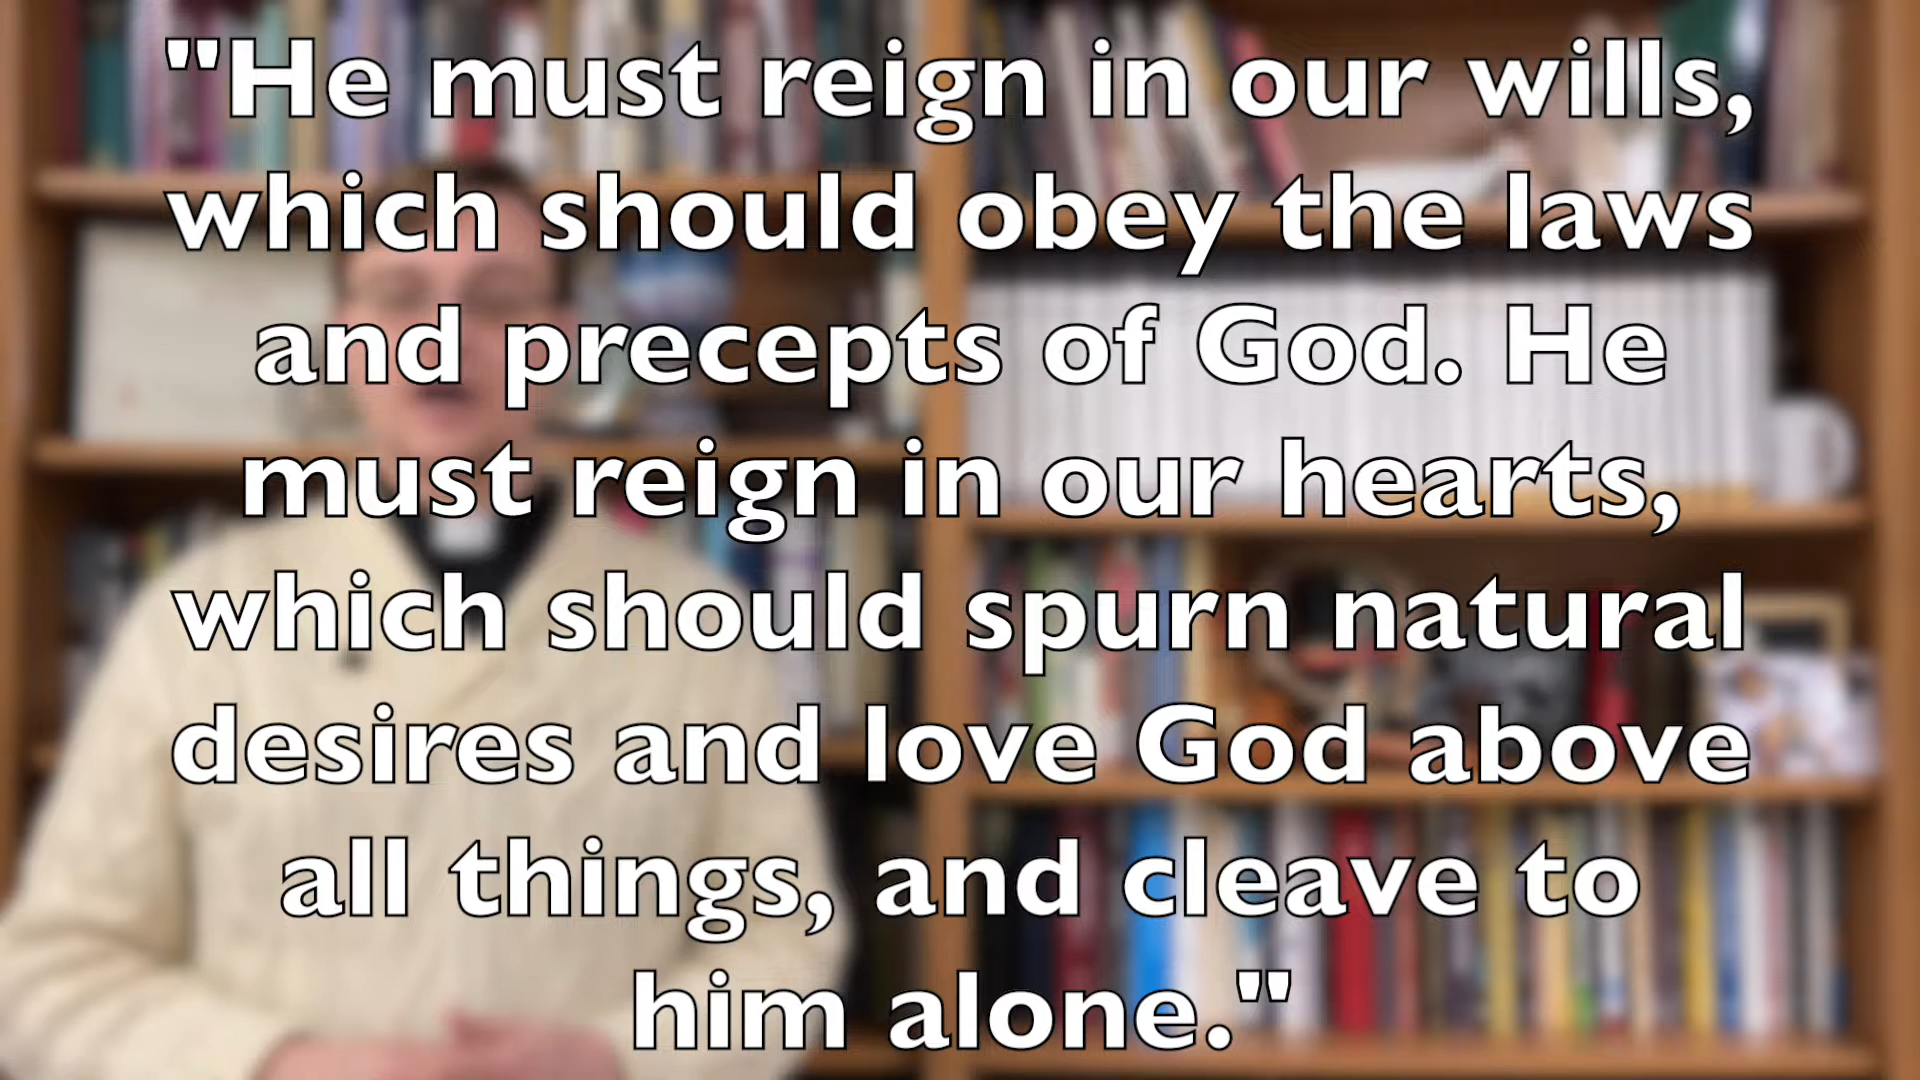 "He must reign in our wills,
which should obey the laws
and precepts of God. He
must reign in our hearts,
which should spurn natural
desires and love God above
all things, and cleave to
him alone."